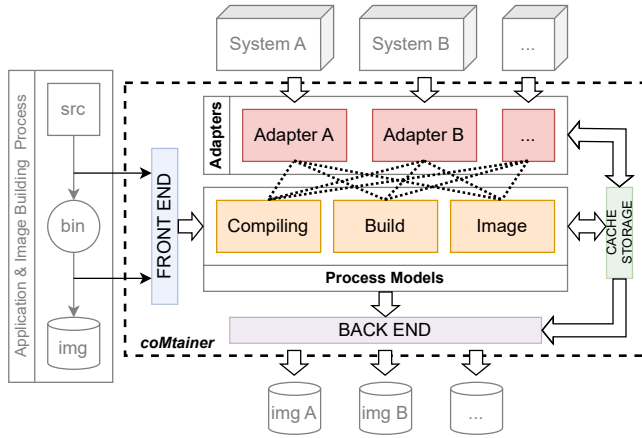 System A
System B
...
Application & Image Building Process
src
bin
img
Adapters
Adapter A
Adapter B
...
FRONT END
Compiling
Build
Image
Process Models
CACHE
STORAGE
BACK END
coMtainer
img A
img B
...